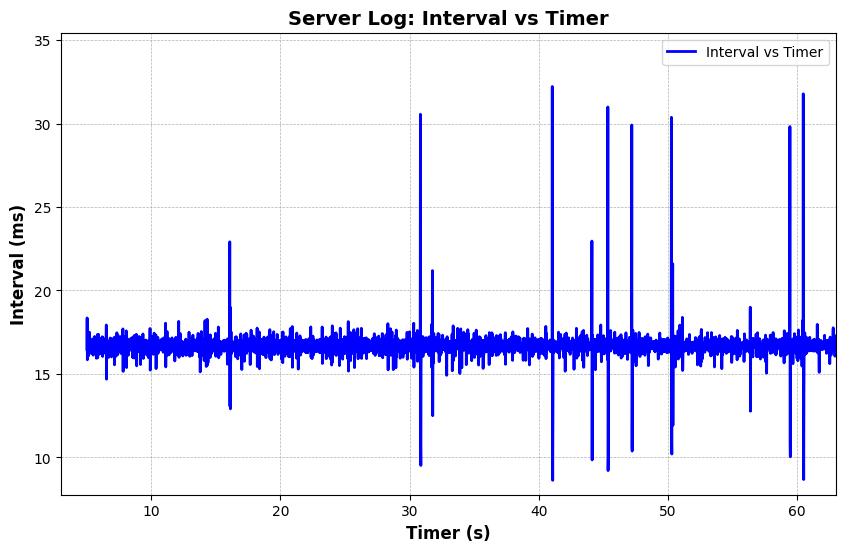 Server Log: Interval vs Timer
Interval vs Timer
Interval (ms)
35
30
25
20
15
10
10 20 30 40 50 60
Timer (s)